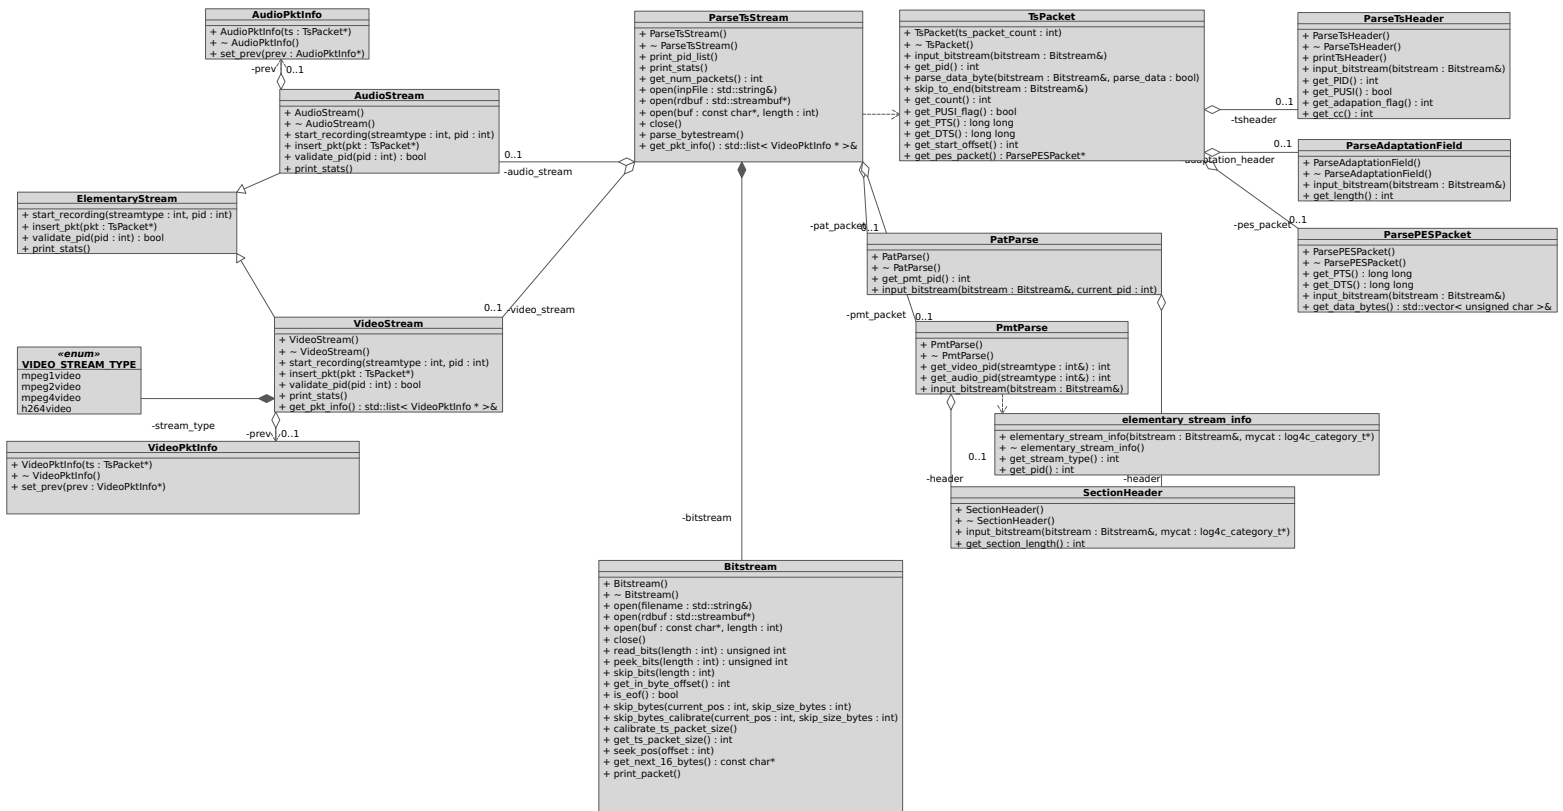 AudioPktInfo
+ AudioPktInfo(ts : TsPacket*)
+ ~ AudioPktInfo()
+ set_prev(prev : AudioPktInfo*)
-prev
0..1
AudioStream
+ AudioStream()
+ ~ AudioStream()
+ start_recording(streamtype : int, pid : int)
+ insert_pkt(pkt : TsPacket*)
+ validate_pid(pid : int) : bool
+ print_stats()
0..1
-audio_stream
ElementaryStream
+ start_recording(streamtype : int, pid : int)
+ insert_pkt(pkt : TsPacket*)
+ validate_pid(pid : int) : bool
+ print_stats()
0..1
-video_stream
VideoStream
+ VideoStream()
+ ~ VideoStream()
+ start_recording(streamtype : int, pid : int)
+ insert_pkt(pkt : TsPacket*)
+ validate_pid(pid : int) : bool
+ print_stats()
+ get_pkt_info() : std::list< VideoPktInfo * >&
«enum»
VIDEO_STREAM_TYPE
mpeg1video
mpeg2video
mpeg4video
h264video
-stream_type
-prev
0..1
VideoPktInfo
+ VideoPktInfo(ts : TsPacket*)
+ ~ VideoPktInfo()
+ set_prev(prev : VideoPktInfo*)
ParseTsStream
+ ParseTsStream()
+ ~ ParseTsStream()
+ print_pid_list()
+ print_stats()
+ get_num_packets() : int
+ open(inpFile : std::string&)
+ open(rdbuf : std::streambuf*)
+ open(buf : const char*, length : int)
+ close()
+ parse_bytestream()
+ get_pkt_info() : std::list< VideoPktInfo * >&
TsPacket
+ TsPacket(ts_packet_count : int)
+ ~ TsPacket()
+ input_bitstream(bitstream : Bitstream&)
+ get_pid() : int
+ parse_data_byte(bitstream : Bitstream&, parse_data : bool)
+ skip_to_end(bitstream : Bitstream&)
+ get_count() : int
+ get_PUSI_flag() : bool
+ get_PTS() : long long
+ get_DTS() : long long
+ get_start_offset() : int
+ get_pes_packet() : ParsePESPacket*
0..1
-tsheader
ParseTsHeader
+ ParseTsHeader()
+ ~ ParseTsHeader()
+ printTsHeader()
+ input_bitstream(bitstream : Bitstream&)
+ get_PID() : int
+ get_PUSI() : bool
+ get_adapation_flag() : int
+ get_cc() : int
0..1
adaptation_header
ParseAdaptationField
+ ParseAdaptationField()
+ ~ ParseAdaptationField()
+ input_bitstream(bitstream : Bitstream&)
+ get_length() : int
-pes_packet
0..1
ParsePESPacket
+ ParsePESPacket()
+ ~ ParsePESPacket()
+ get_PTS() : long long
+ get_DTS() : long long
+ input_bitstream(bitstream : Bitstream&)
+ get_data_bytes() : std::vector< unsigned char >&
-pat_packet
0..1
PatParse
+ PatParse()
+ ~ PatParse()
+ get_pmt_pid() : int
+ input_bitstream(bitstream : Bitstream&, current_pid : int)
-pmt_packet
0..1
PmtParse
+ PmtParse()
+ ~ PmtParse()
+ get_video_pid(streamtype : int&) : int
+ get_audio_pid(streamtype : int&) : int
+ input_bitstream(bitstream : Bitstream&)
elementary_stream_info
+ elementary_stream_info(bitstream : Bitstream&, mycat : log4c_category_t*)
+ ~ elementary_stream_info()
+ get_stream_type() : int
+ get_pid() : int
0..1
-header
-header
SectionHeader
+ SectionHeader()
+ ~ SectionHeader()
+ input_bitstream(bitstream : Bitstream&, mycat : log4c_category_t*)
+ get_section_length() : int
-bitstream
Bitstream
+ Bitstream()
+ ~ Bitstream()
+ open(filename : std::string&)
+ open(rdbuf : std::streambuf*)
+ open(buf : const char*, length : int)
+ close()
+ read_bits(length : int) : unsigned int
+ peek_bits(length : int) : unsigned int
+ skip_bits(length : int)
+ get_in_byte_offset() : int
+ is_eof() : bool
+ skip_bytes(current_pos : int, skip_size_bytes : int)
+ skip_bytes_calibrate(current_pos : int, skip_size_bytes : int)
+ calibrate_ts_packet_size()
+ get_ts_packet_size() : int
+ seek_pos(offset : int)
+ get_next_16_bytes() : const char*
+ print_packet()